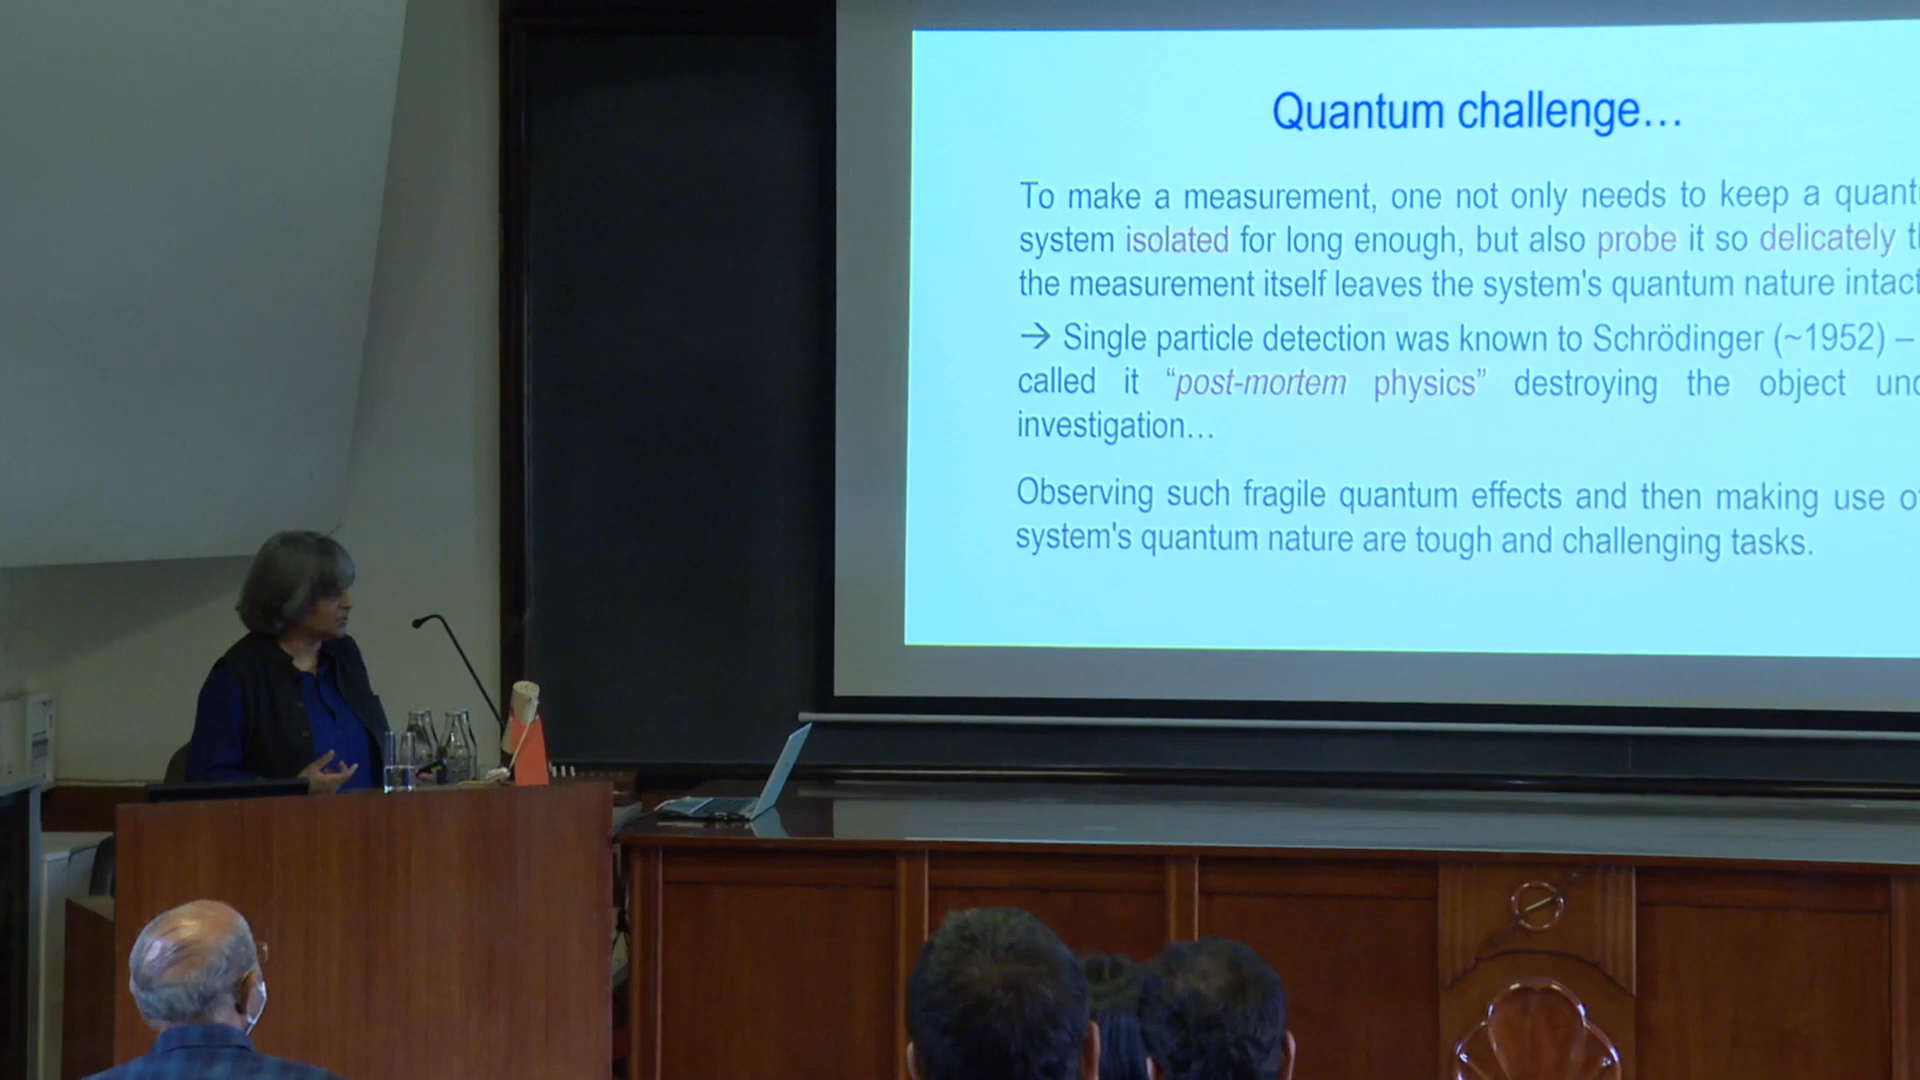 Quantum challenge...
To make a measurement, one not only needs to keep a
system isolated for long enough, but also probe it so delicately
the measurement itself leaves the system's quantum nature intact
→ Single particle detection was known to Schrödinger (~1952) –
called it “post-mortem physics” destroying the object
investigation...
Observing such fragile quantum effects and then making use
system's quantum nature are tough and challenging tasks.